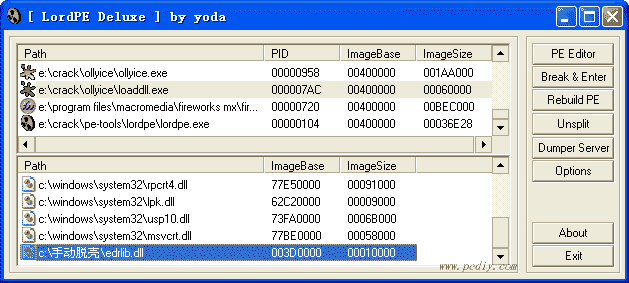 [ LordPE Deluxe ] by yoda
Path PID ImageBase ImageSize
e:\crack\ollyice\ollyice.exe 00000958 00400000 001AA000
e:\crack\ollyice\loaddll.exe 000007AC 00400000 00060000
e:\program files\macromedia\fireworks mx\fir... 00000720 00400000 00BEC000
e:\crack\pe-tools\lordpe\lordpe.exe 00000104 00400000 00036E28
Path ImageBase ImageSize
c:\windows\system32\rpcrt4.dll 77E50000 00091000
c:\windows\system32\lpk.dll 62C20000 00009000
c:\windows\system32\usp10.dll 73FA0000 0006B000
c:\windows\system32\msvcrt.dll 77BE0000 00058000
c:\手动脱壳\edrlib.dll 003D0000 00010000
PE Editor
Break & Enter
Rebuild PE
Unsplit
Dumper Server
Options
About
Exit
www.pediy.com